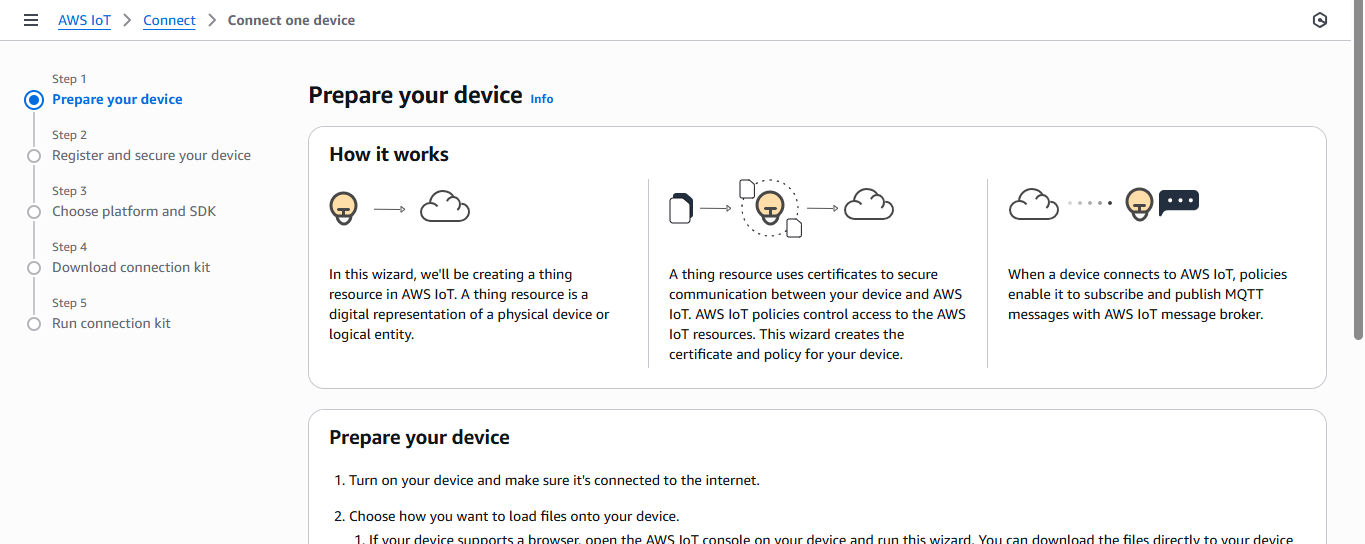 AWS IoT > Connect > Connect one device
Step 1
Prepare your device
Step 2
Register and secure your device
Step 3
Choose platform and SDK
Step 4
Download connection kit
Step 5
Run connection kit
Prepare your device Info
How it works
In this wizard, we'll be creating a thing
resource in AWS IoT. A thing resource is a
digital representation of a physical device or
logical entity.
A thing resource uses certificates to secure
communication between your device and AWS
IoT. AWS IoT policies control access to the AWS
IoT resources. This wizard creates the
certificate and policy for your device.
When a device connects to AWS IoT, policies
enable it to subscribe and publish MQTT
messages with AWS IoT message broker.
Prepare your device
1. Turn on your device and make sure it's connected to the internet.
2. Choose how you want to load files onto your device.
1. If your device supports a browser, open the AWS IoT console on your device and run this wizard. You can download the files directly to your device